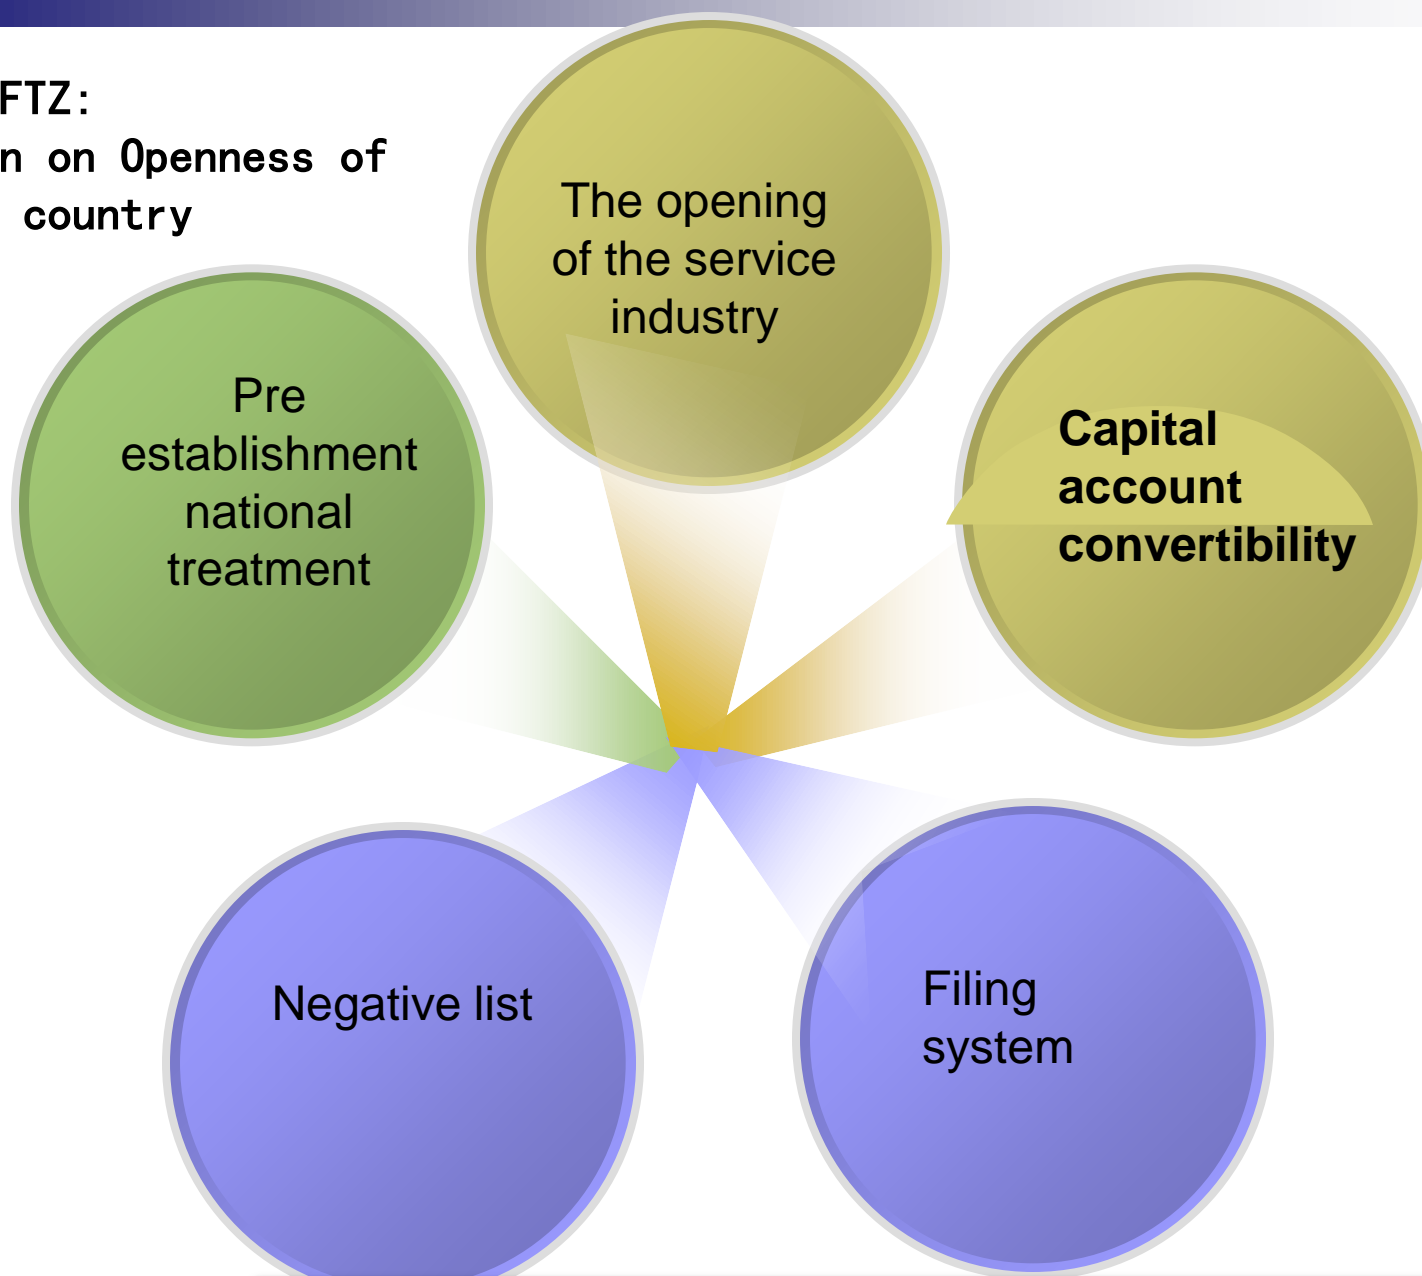 FTZ:
n on Openness of
country
The opening
of the service
industry
Pre
establishment
national
treatment
Capital
account
convertibility
Negative list
Filing
system